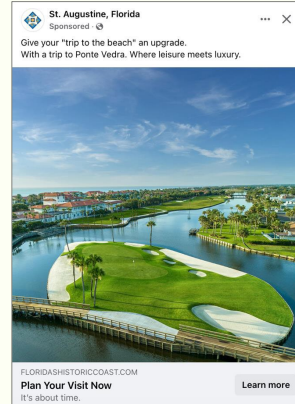 St. Augustine, Florida
Sponsored ·
Give your "trip to the beach" an upgrade.
With a trip to Ponte Vedra. Where leisure meets luxury.
FLORIDASHISTORICCOAST.COM
Plan Your Visit Now
It's about time.
Learn more